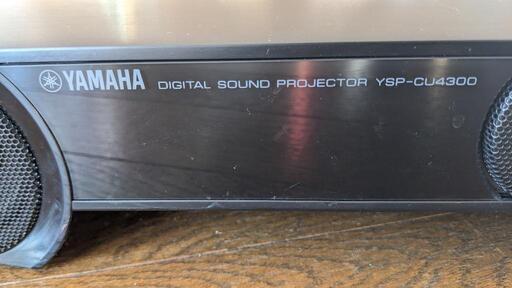 YAMAHA DIGITAL SOUND PROJECTOR YSP-CU4300